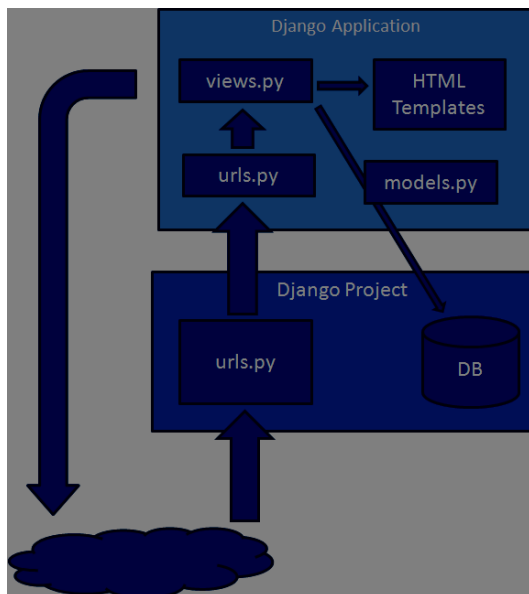 Django Application
views.py
HTML
Templates
urls.py
models.py
Django Project
urls.py
DB